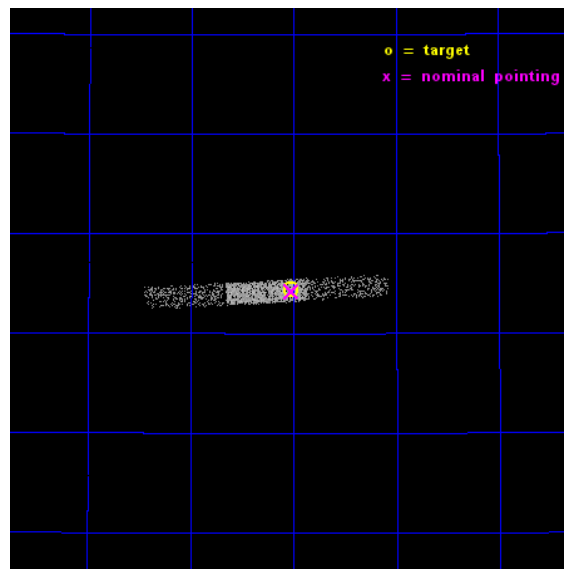 o = target
x = nominal pointing